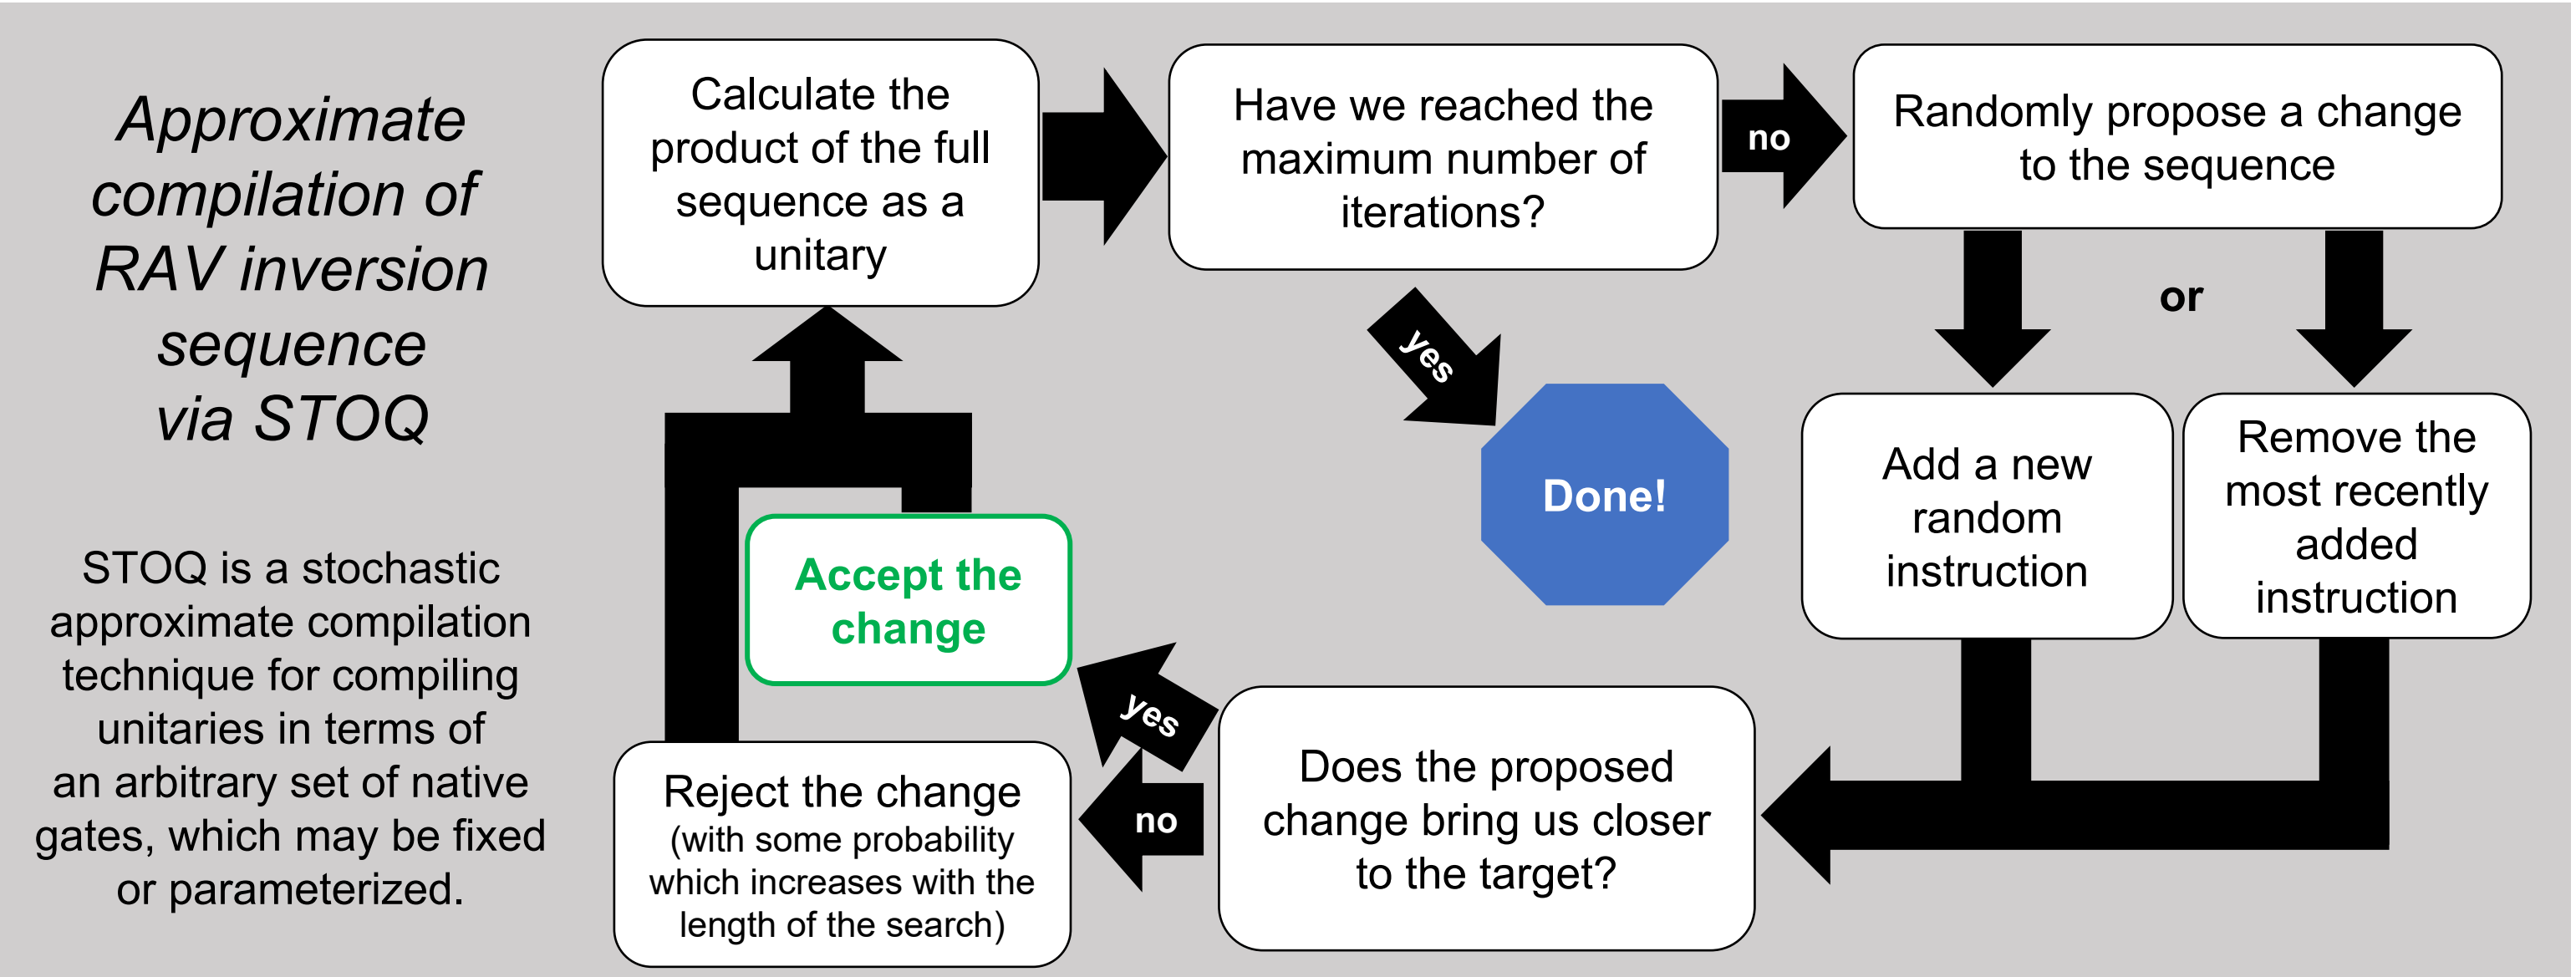 Approximate
compilation of
RAV inversion
sequence
via STOQ
STOQ is a stochastic
approximate compilation
technique for compiling
unitaries in terms of
an arbitrary set of native
gates, which may be fixed
or parameterized.
Calculate the
product of the full
sequence as a
unitary
Have we reached the
maximum number of
iterations?
no
Randomly propose a change
to the sequence
or
yes
Done!
Add a new
random
instruction
Remove the
most recently
added
instruction
Does the proposed
change bring us closer
to the target?
yes
Accept the
change
no
Reject the change
(with some probability
which increases with the
length of the search)